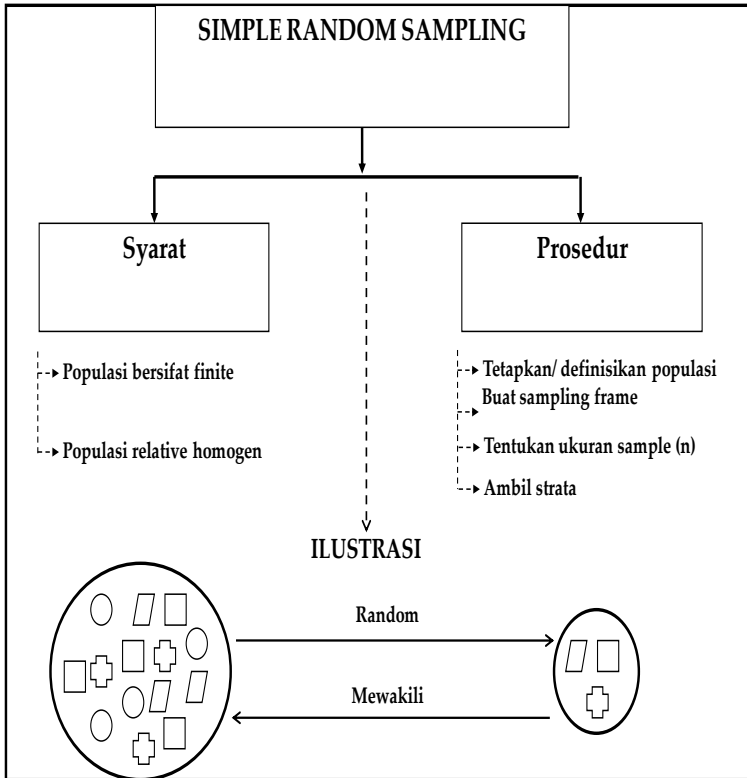 SIMPLE RANDOM SAMPLING
Syarat
Populasi bersifat finite
Populasi relative homogen
Prosedur
Tetapkan/ definisikan populasi
Buat sampling frame
Tentukan ukuran sample (n)
Ambil strata
ILUSTRASI
Random
Mewakili